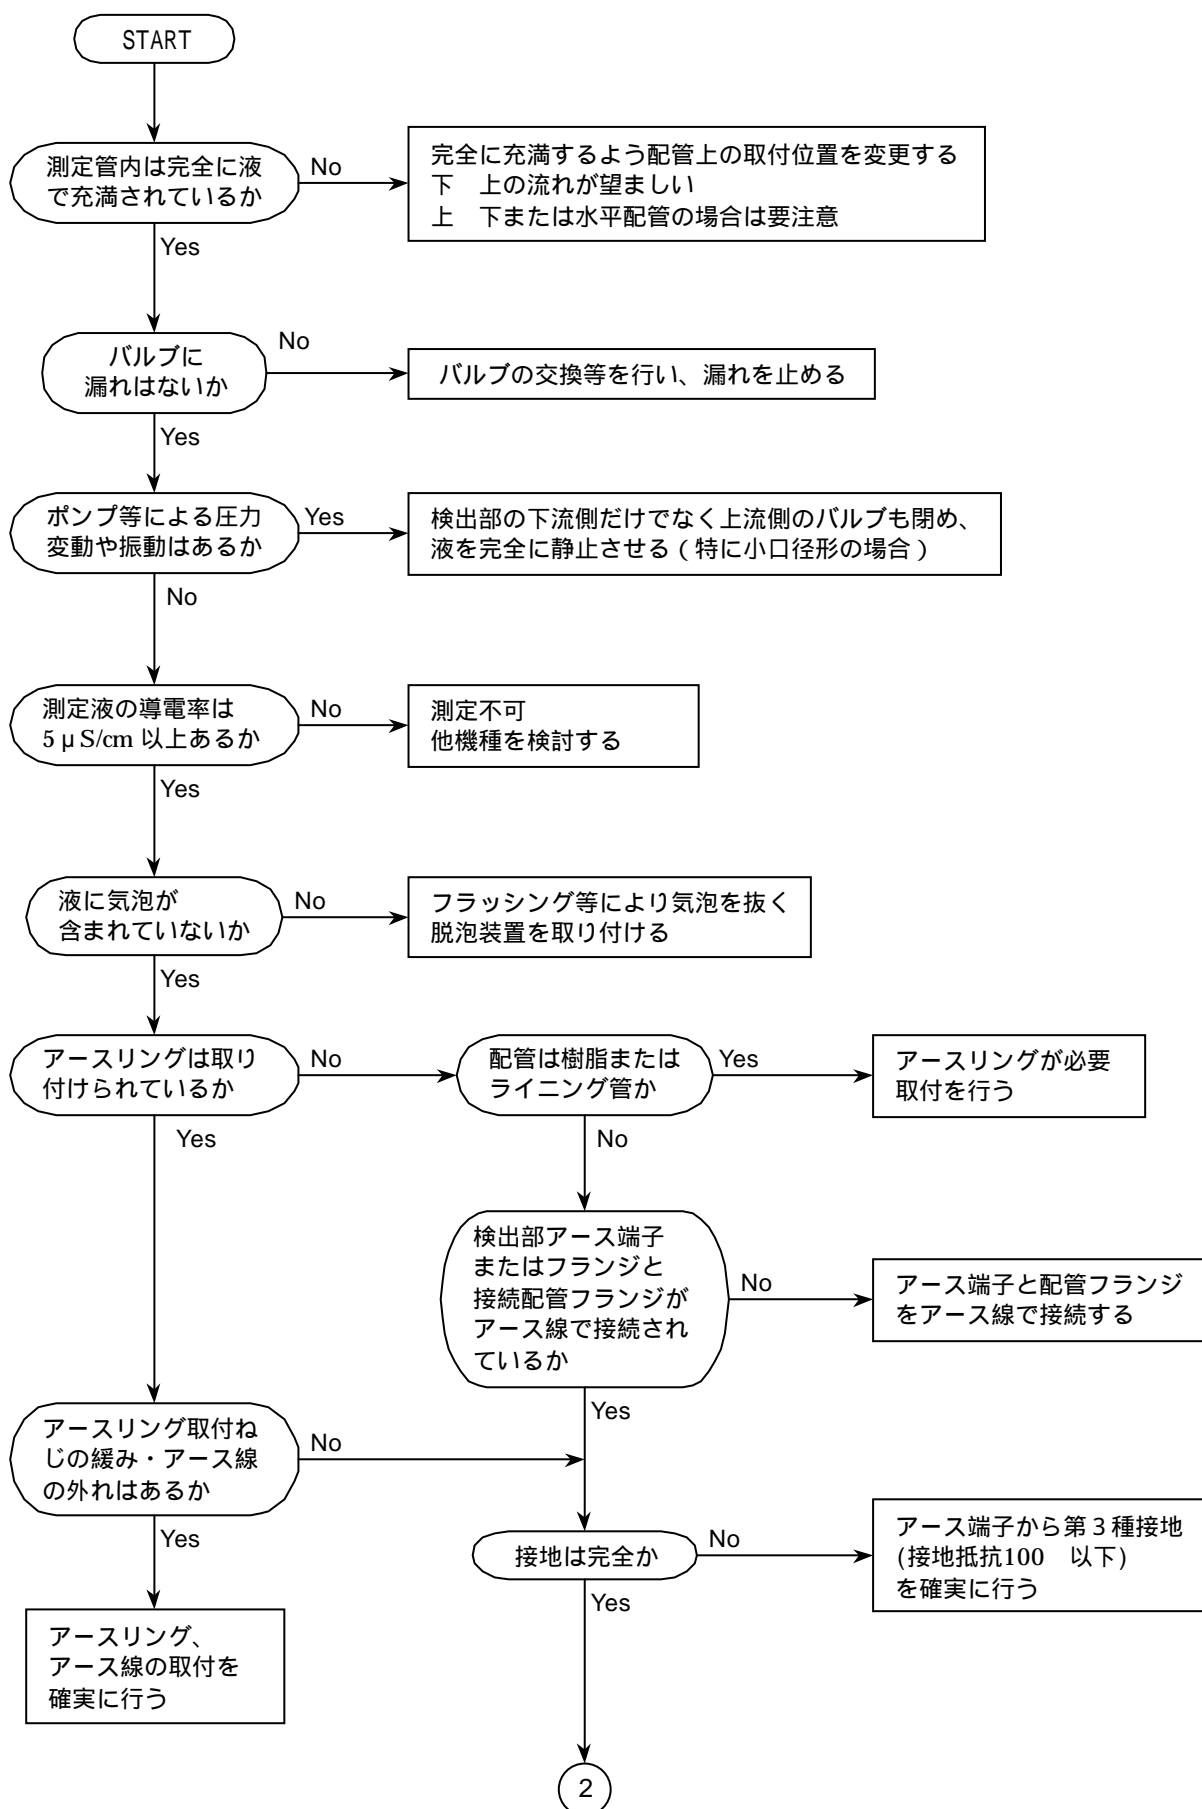 START
測定管内は完全に液
で充満されているか
No
完全に充満するよう配管上の取付位置を変更する
下　上の流れが望ましい
上　下または水平配管の場合は要注意
Yes
バルブに
漏れはないか
No
バルブの交換等を行い、漏れを止める
Yes
ポンプ等による圧力
変動や振動はあるか
Yes
検出部の下流側だけでなく上流側のバルブも閉め、
液を完全に静止させる（特に小口径形の場合）
No
測定液の導電率は
5 μ S/cm 以上あるか
No
測定不可
他機種を検討する
Yes
液に気泡が
含まれていないか
No
フラッシング等により気泡を抜く
脱泡装置を取り付ける
Yes
アースリングは取り
付けられているか
No
配管は樹脂または
ライニング管か
Yes
アースリングが必要
取付を行う
Yes
No
検出部アース端子
またはフランジと
接続配管フランジが
アース線で接続され
ているか
No
アース端子と配管フランジ
をアース線で接続する
Yes
アースリング取付ね
じの緩み・アース線
の外れはあるか
No
Yes
接地は完全か
No
アース端子から第３種接地
(接地抵抗100　以下)
を確実に行う
Yes
アースリング、
アース線の取付を
確実に行う
2